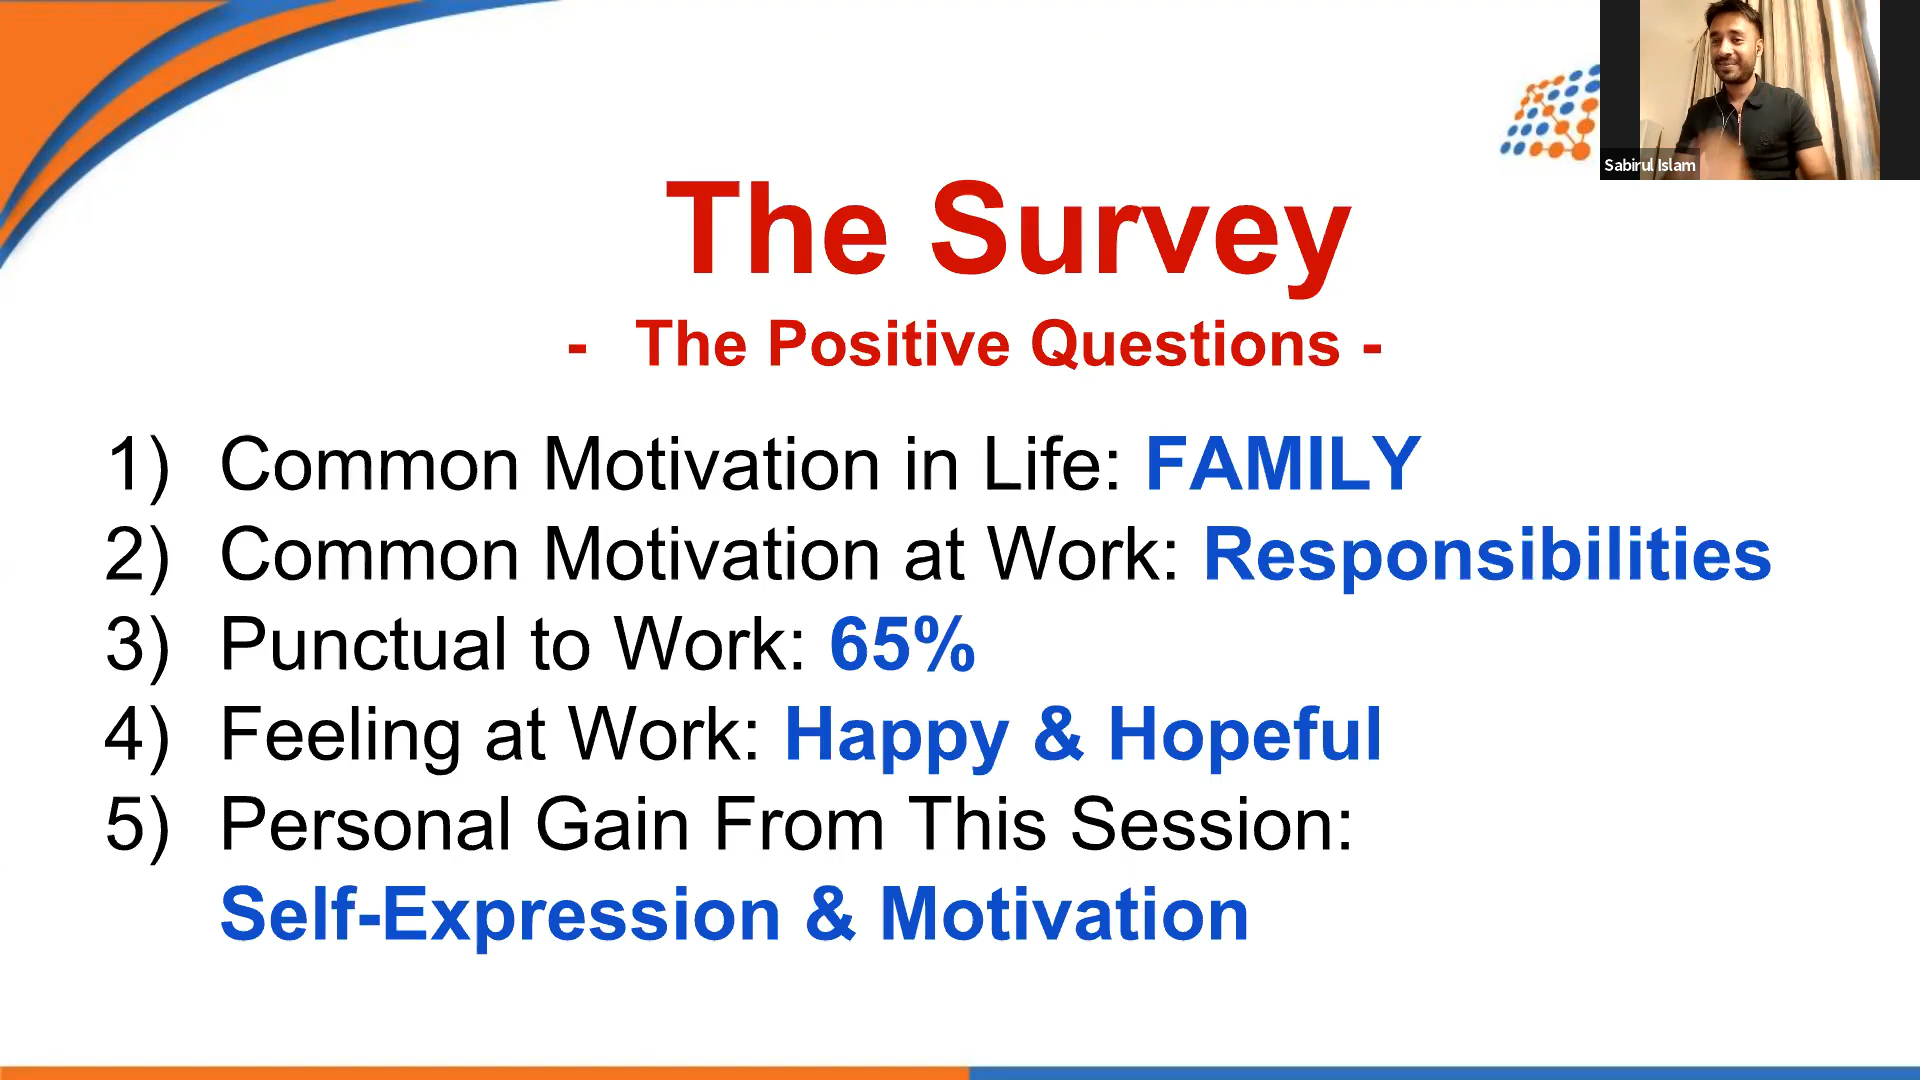 Sabirul Islam
The Survey
- The Positive Questions -
1) Common Motivation in Life: FAMILY
2) Common Motivation at Work: Responsibilities
3) Punctual to Work: 65%
4) Feeling at Work: Happy & Hopeful
5) Personal Gain From This Session:
Self-Expression & Motivation